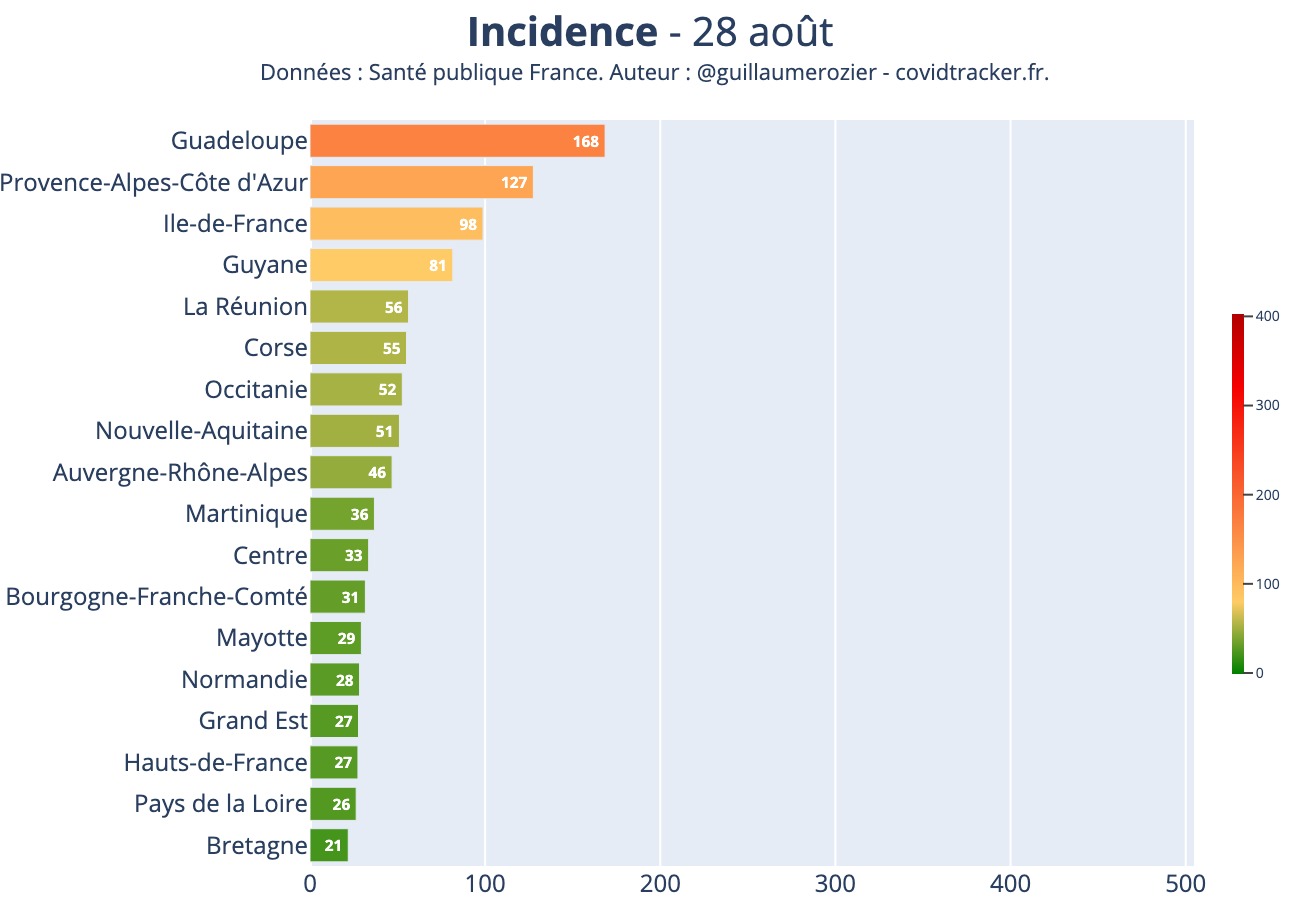 Incidence - 28 août
Données : Santé publique France. Auteur : @guillaumerozier - covidtracker.fr.
Guadeloupe 168
Provence-Alpes-Côte d'Azur 127
Ile-de-France 98
Guyane 81
La Réunion 56
Corse 55
Occitanie 52
Nouvelle-Aquitaine 51
Auvergne-Rhône-Alpes 46
Martinique 36
Centre 33
Bourgogne-Franche-Comté 31
Mayotte 29
Normandie 28
Grand Est 27
Hauts-de-France 27
Pays de la Loire 26
Bretagne 21
0 100 200 300 400 500
400
300
200
100
0